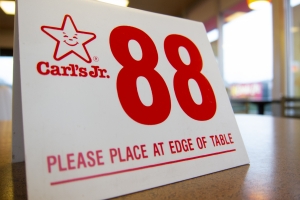 Carl's Jr.
88
PLEASE PLACE AT EDGE OF TABLE